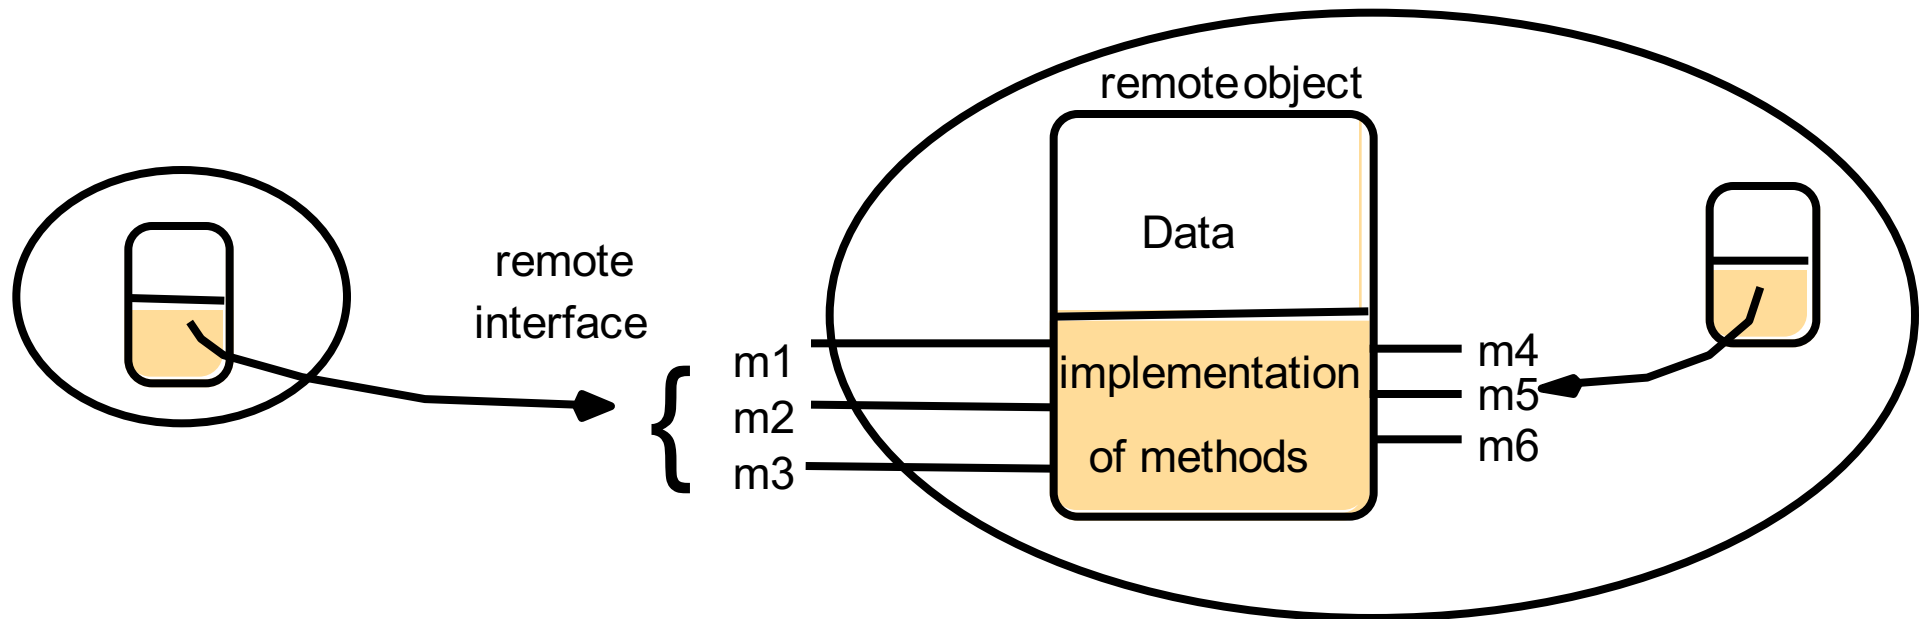 remote object
Data
remote
interface
{
m1
m2
m3
implementation
of methods
m4
m5
m6